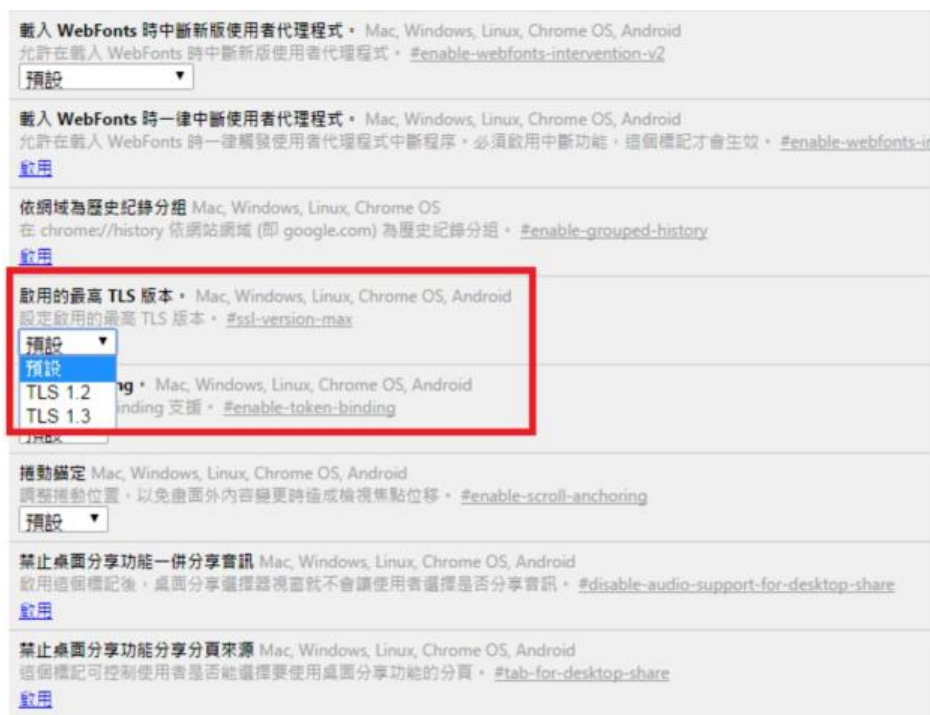 載入 WebFonts 時中斷新版使用者代理程式。 Mac, Windows, Linux, Chrome OS, Android
允許在載入 WebFonts 時中斷新版使用者代理程式。 #enable-webfonts-intervention-v2
預設
載入 WebFonts 時一律中斷使用者代理程式。 Mac, Windows, Linux, Chrome OS, Android
允許在載入 WebFonts 時一律觸發使用者代理程式中斷程序。必須啟用中斷功能,這個標記才會生效。 #enable-webfonts-in
啟用
依網域為歷史紀錄分組 Mac, Windows, Linux, Chrome OS
在 chrome://history 依網站網域 (即 google.com) 為歷史記錄分組。 #enable-grouped-history
啟用
啟用的最高 TLS 版本。 Mac, Windows, Linux, Chrome OS, Android
設定啟用的最高 TLS 版本。 #ssl-version-max
預設
預設
TLS 1.2
ng。 Mac, Windows, Linux, Chrome OS, Android
TLS 1.3
inding 支援。 #enable-token-binding
預設
捲動錨定 Mac, Windows, Linux, Chrome OS, Android
調整捲動位置,以免畫面外內容變更時造成檢視焦點位移。 #enable-scroll-anchoring
預設
禁止桌面分享功能一併分享音訊 Mac, Windows, Linux, Chrome OS, Android
啟用這個標記後,桌面分享選擇器視窗就不會讓使用者選擇是否分享音訊。 #disable-audio-support-for-desktop-share
啟用
禁止桌面分享功能分享分頁來源 Mac, Windows, Linux, Chrome OS, Android
這個標記可控制使用者是否能選擇要使用桌面分享功能的分頁。 #tab-for-desktop-share
啟用